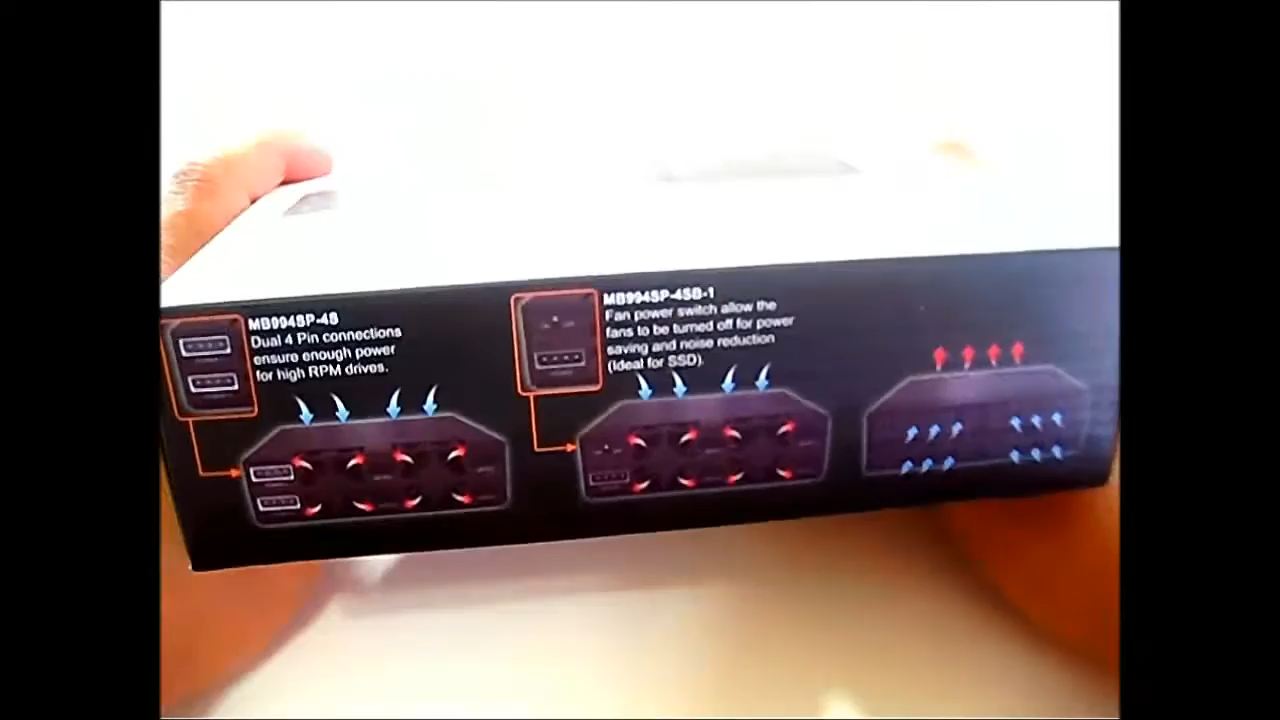 MB994SP-4S
Dual 4 Pin connections
ensure enough power
for high RPM drives.
MB994SP-4SB-1
Fan power switch allow the
fans to be turned off for power
saving and noise reduction
(Ideal for SSD).